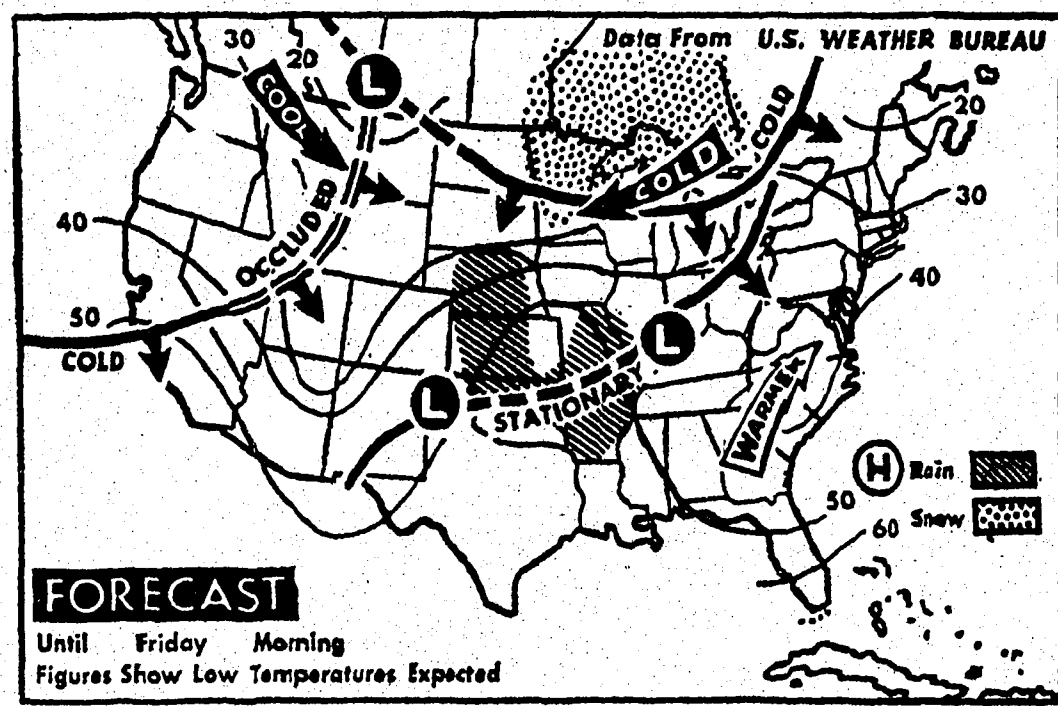 Data From U.S. WEATHER BUREAU
30
20
L
COOL
COLD
COLD
20
OCCLUDED
30
40
40
50
COLD
L
L
STATIONARY
WARMER
H Rain
50
Snow
60
FORECAST
Until Friday Morning
Figures Show Low Temperatures Expected